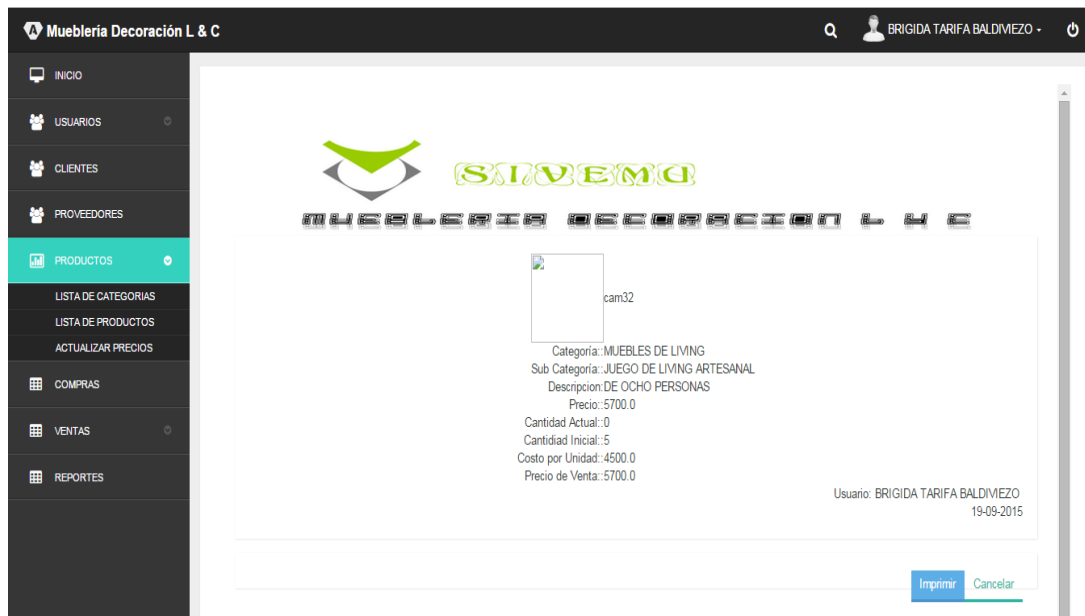 Mueblería Decoración L & C
BRIGIDA TARIFA BALDIVIEZO
INICIO
USUARIOS
CLIENTES
PROVEEDORES
PRODUCTOS
LISTA DE CATEGORIAS
LISTA DE PRODUCTOS
ACTUALIZAR PRECIOS
COMPRAS
VENTAS
REPORTES
SIVEMU
MUEBLERIA DECORACION L Y C
cam32
Categoría::MUEBLES DE LIVING
Sub Categoría::JUEGO DE LIVING ARTESANAL
Descripcion:DE OCHO PERSONAS
Precio::5700.0
Cantidad Actual::0
Cantidiad Inicial::5
Costo por Unidad::4500.0
Precio de Venta::5700.0
Usuario: BRIGIDA TARIFA BALDIVIEZO
19-09-2015
Imprimir Cancelar